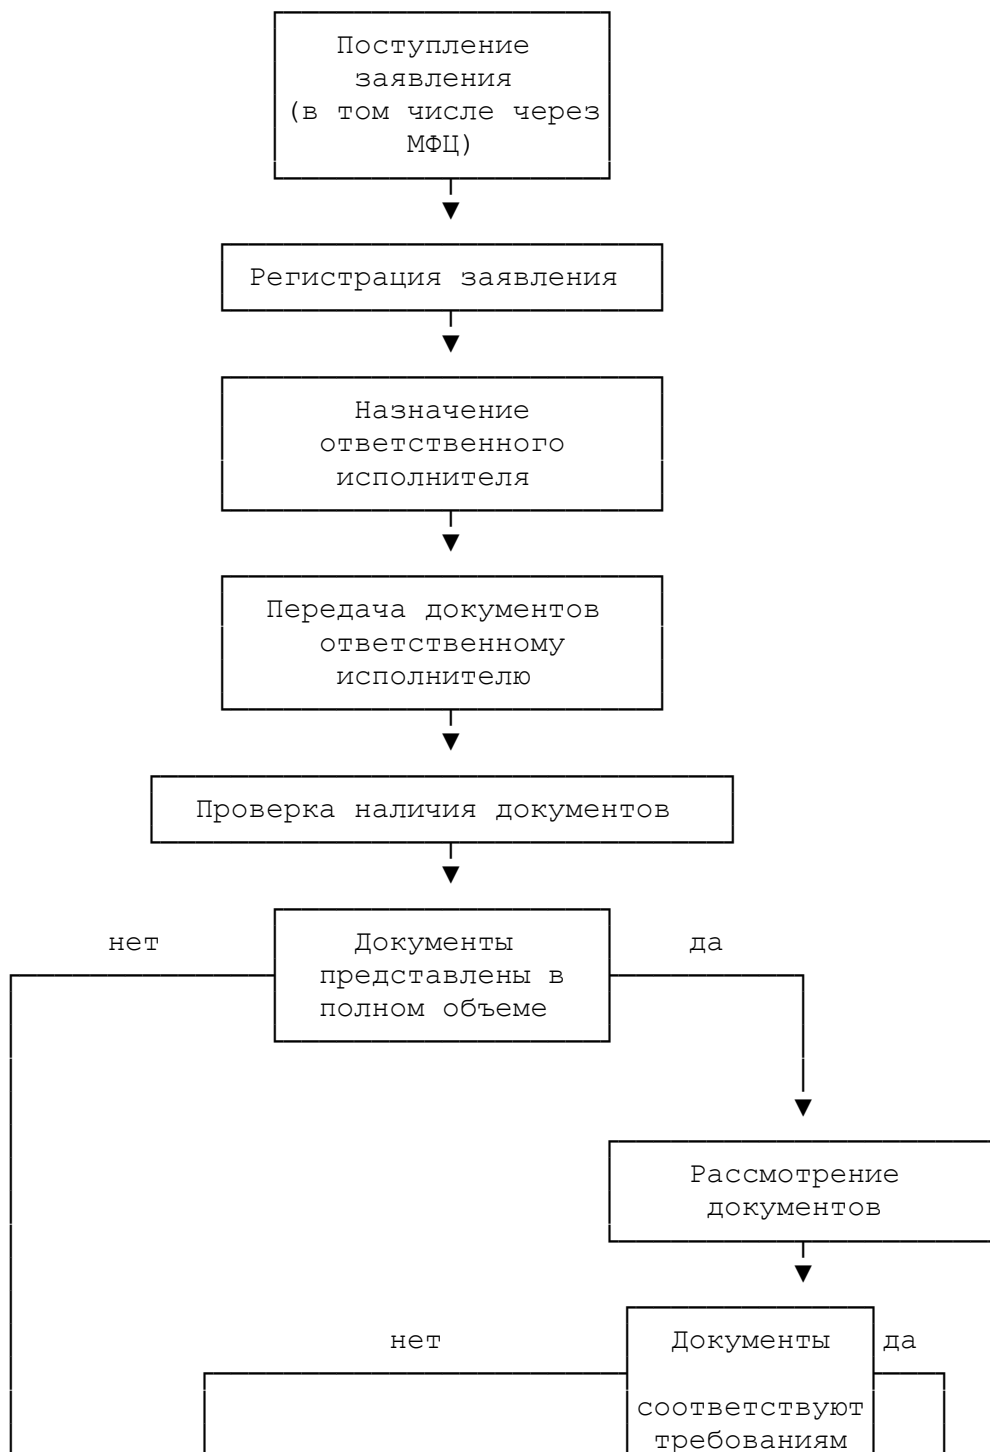 Поступление
заявления
(в том числе через
МФЦ)
Регистрация заявления
Назначение
ответственного
исполнителя
Передача документов
ответственному
исполнителю
Проверка наличия документов
нет
Документы
да
представлены в
полном объеме
Рассмотрение
документов
нет
Документы
да
соответствуют
требованиям